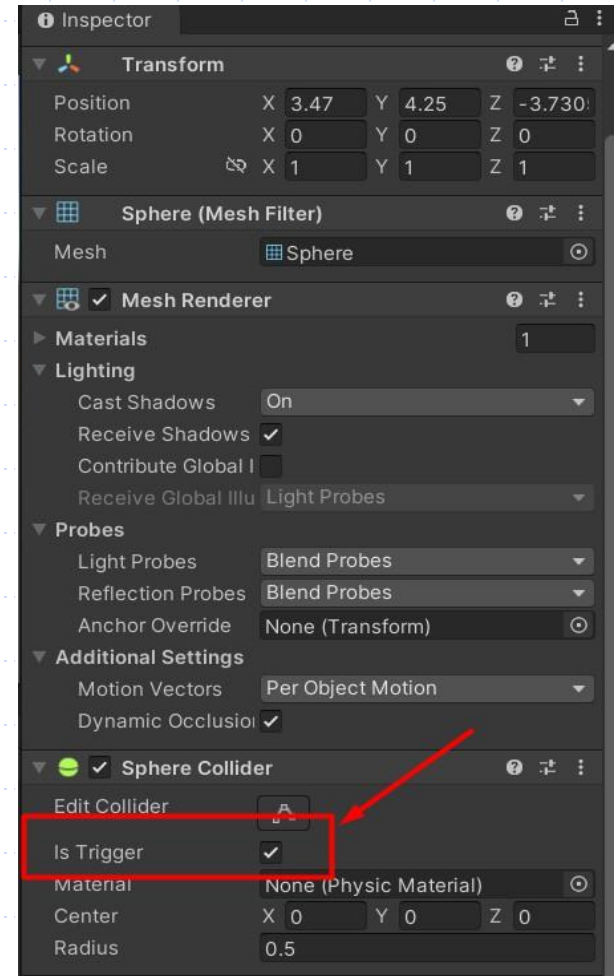 Inspector
Transform
Position X 3.47 Y 4.25 Z -3.730
Rotation X 0 Y 0 Z 0
Scale X 1 Y 1 Z 1
Sphere (Mesh Filter)
Mesh Sphere
Mesh Renderer
Materials 1
Lighting
Cast Shadows On
Receive Shadows
Contribute Global I
Receive Global Illu Light Probes
Probes
Light Probes Blend Probes
Reflection Probes Blend Probes
Anchor Override None (Transform)
Additional Settings
Motion Vectors Per Object Motion
Dynamic Occlusio
Sphere Collider
Edit Collider
Is Trigger
Material None (Physic Material)
Center X 0 Y 0 Z 0
Radius 0.5